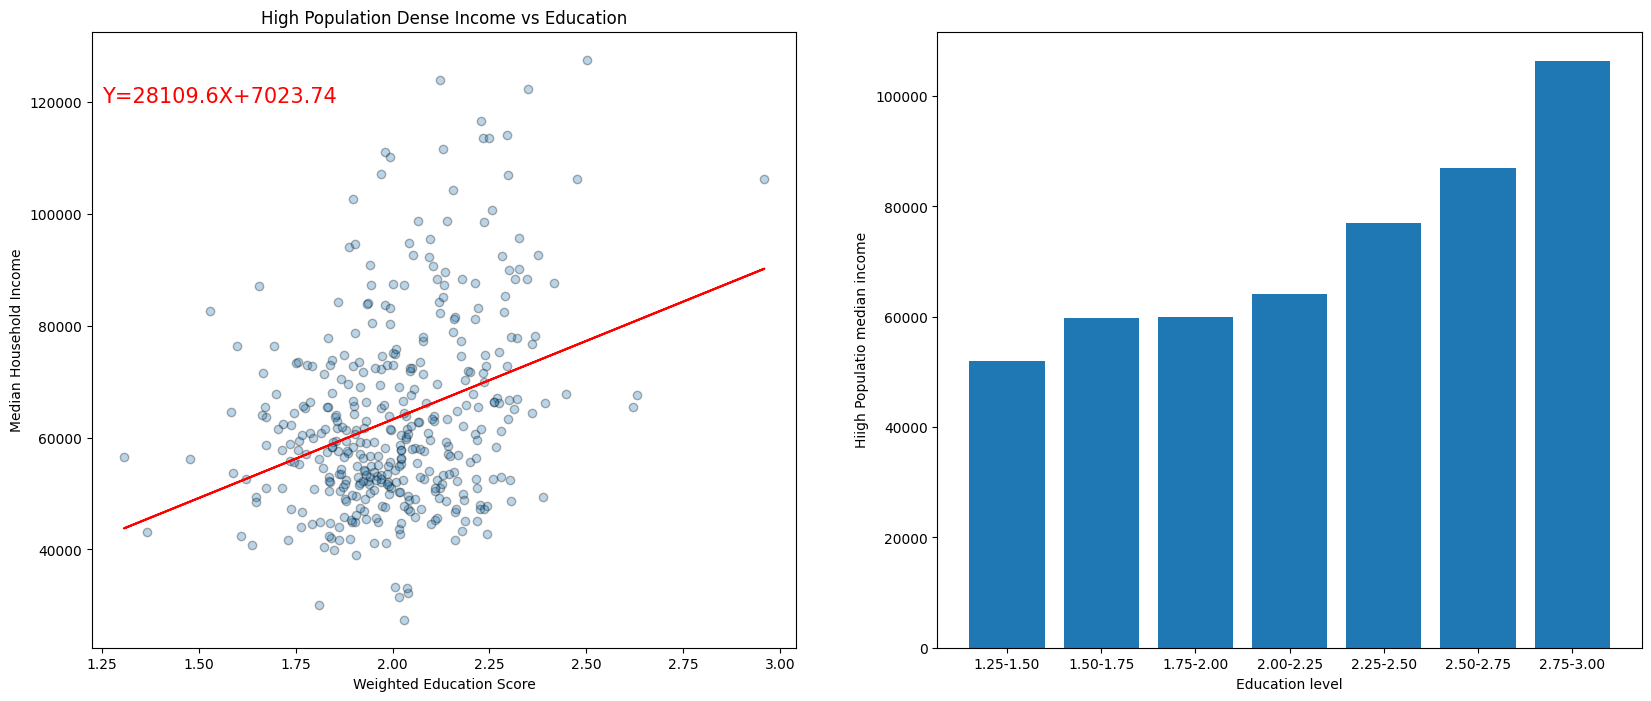 High Population Dense Income vs Education
Y=28109.6X+7023.74
Median Household Income
120000
100000
80000
60000
40000
1.25 1.50 1.75 2.00 2.25 2.50 2.75 3.00
Weighted Education Score
Hiigh Populatio median income
100000
80000
60000
40000
20000
0
1.25-1.50 1.50-1.75 1.75-2.00 2.00-2.25 2.25-2.50 2.50-2.75 2.75-3.00
Education level